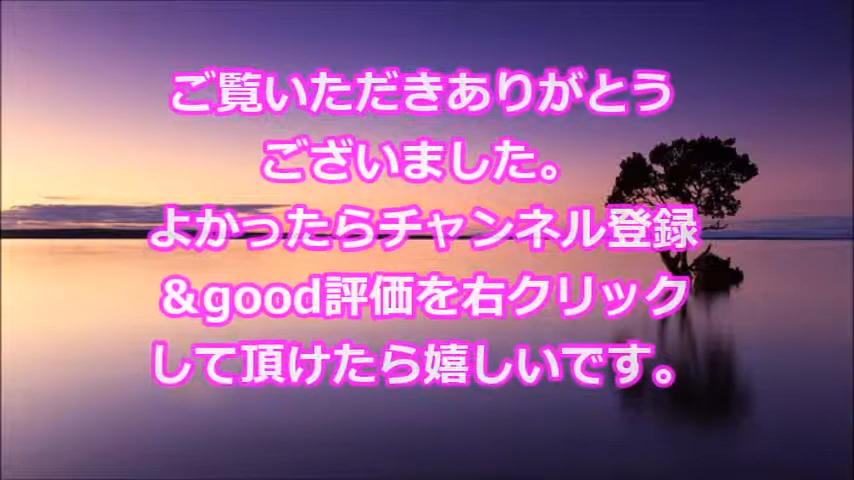 ご覧いただきありがとう
ございました。
よかったらチャンネル登録
＆good評価を右クリック
して頂けたら嬉しいです。